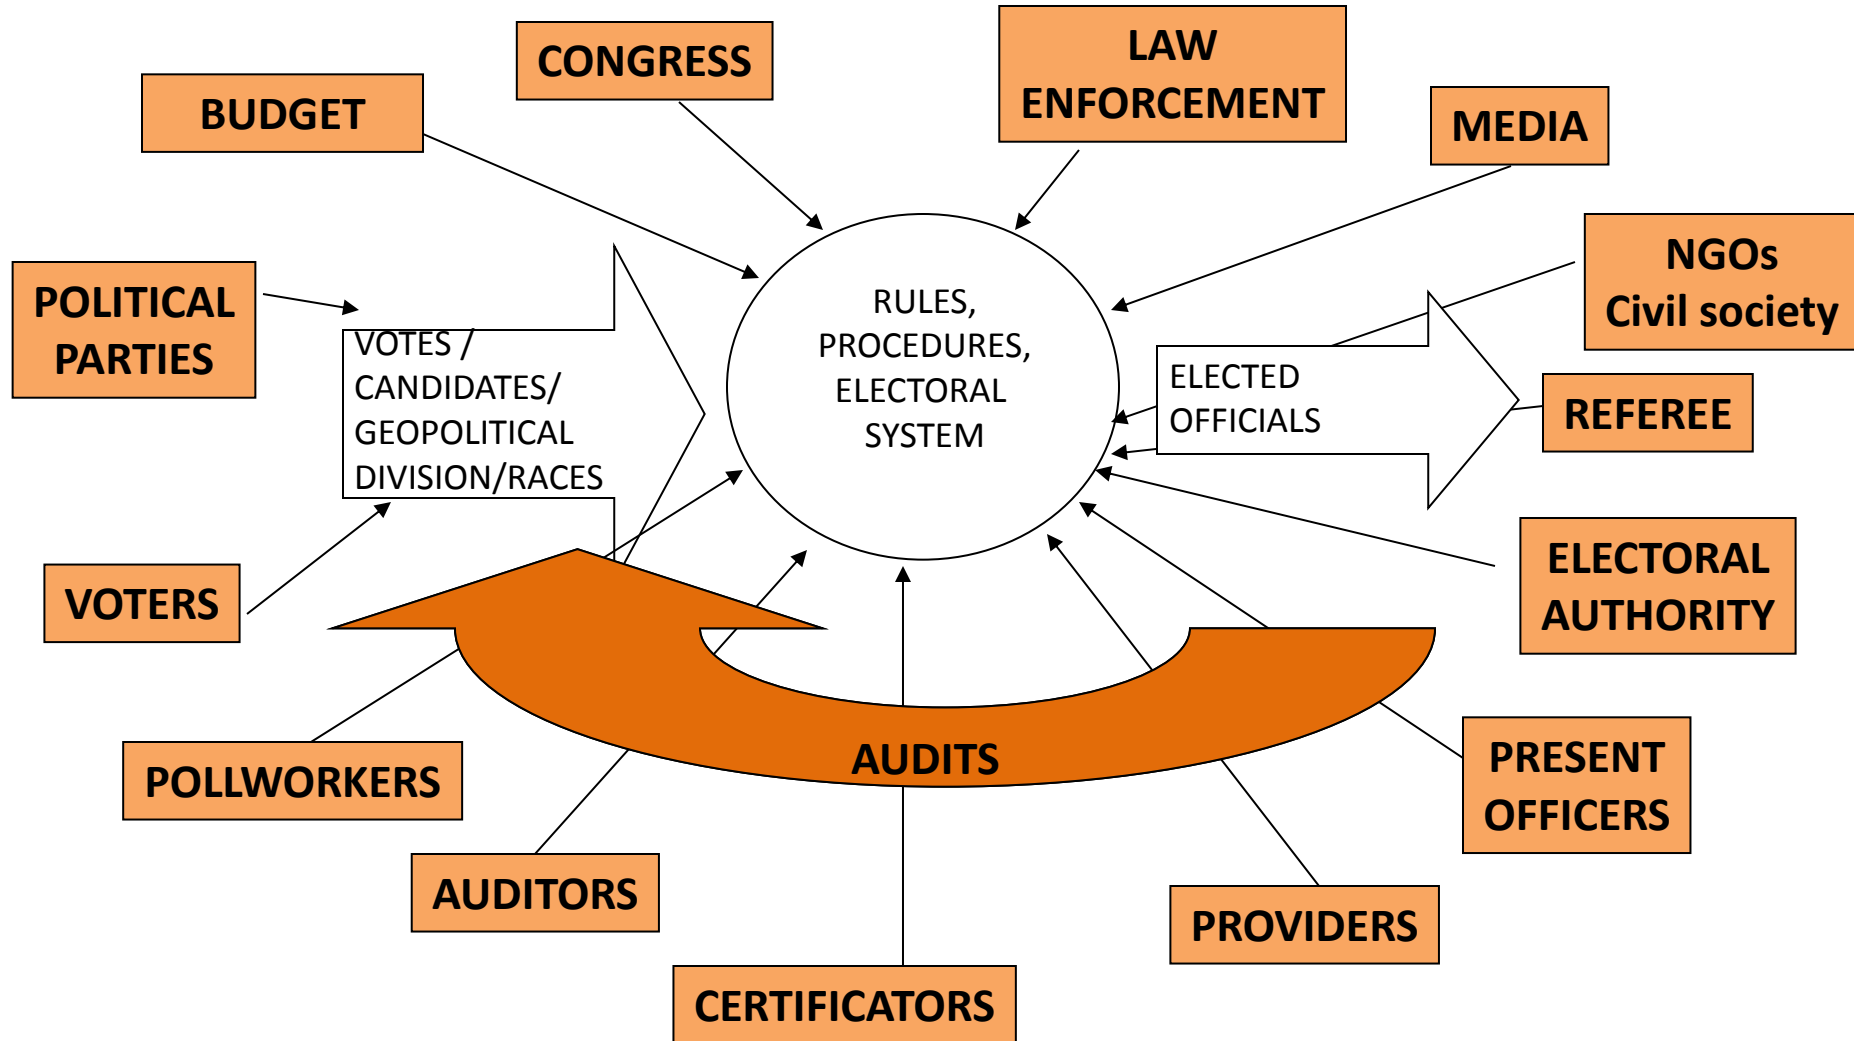 CONGRESS
LAW
ENFORCEMENT
BUDGET
MEDIA
POLITICAL
PARTIES
NGOs
Civil society
VOTES /
CANDIDATES/
GEOPOLITICAL
DIVISION/RACES
RULES,
PROCEDURES,
ELECTORAL
SYSTEM
ELECTED
OFFICIALS
REFEREE
VOTERS
ELECTORAL
AUTHORITY
POLLWORKERS
AUDITS
PRESENT
OFFICERS
AUDITORS
PROVIDERS
CERTIFICATORS